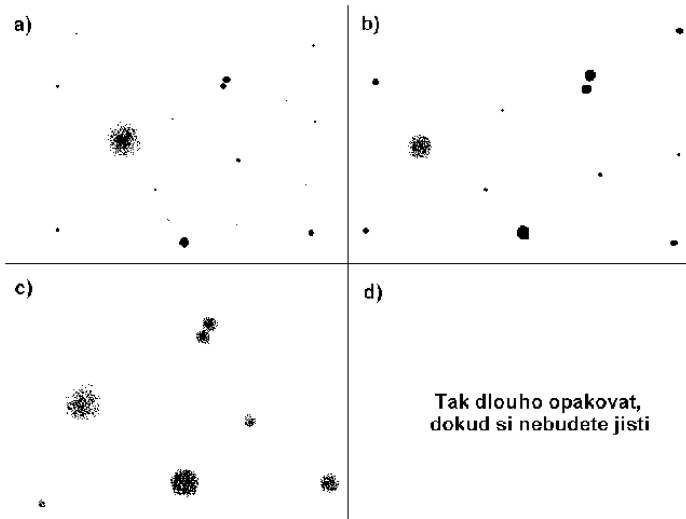 a)
b)
c)
d)
Tak dlouho opakovat,
dokud si nebudete jisti